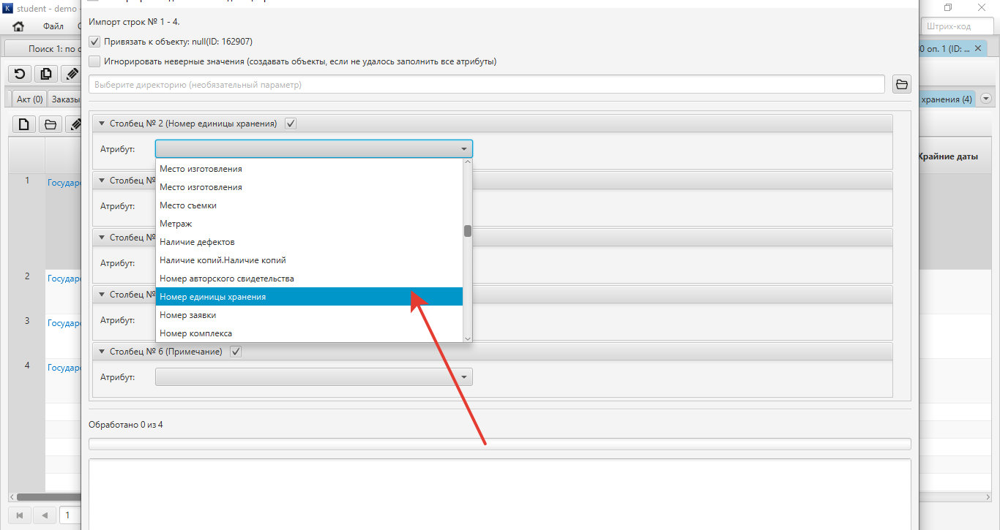 student - demo -
Файл
Штрих-код
Поиск 1: по
0 оп. 1 (ID: ...
Акт (0)
Заказы
хранения (4)
Крайние даты
1
Государ
2
Государ
3
Государ
4
Государ
1
Импорт строк № 1 - 4.
Привязать к объекту: null(ID: 162907)
Игнорировать неверные значения (создавать объекты, если не удалось заполнить все атрибуты)
Выберите директорию (необязательный параметр)
Столбец № 2 (Номер единицы хранения)
Атрибут:
Место изготовления
Место изготовления
Место съемки
Метраж
Наличие дефектов
Наличие копий.Наличие копий
Номер авторского свидетельства
Номер единицы хранения
Номер заявки
Номер комплекса
Столбец №
Атрибут:
Столбец №
Атрибут:
Столбец №
Атрибут:
Столбец № 6 (Примечание)
Атрибут:
Обработано 0 из 4